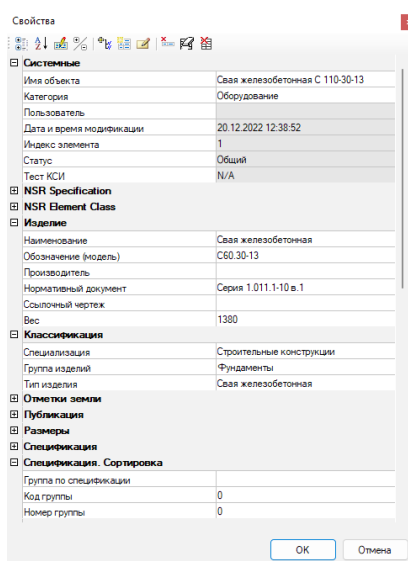 Свойства
Системные
Имя объекта Свая железобетонная С 110-30-13
Категория Оборудование
Пользователь
Дата и время модификации 20.12.2022 12:38:52
Индекс элемента 1
Статус Общий
Тест КСИ N/A
NSR Specification
NSR Element Class
Изделие
Наименование Свая железобетонная
Обозначение (модель) С60.30-13
Производитель
Нормативный документ Серия 1.011.1-10 в.1
Ссылочный чертеж
Вес 1380
Классификация
Специализация Строительные конструкции
Группа изделий Фундаменты
Тип изделия Свая железобетонная
Отметки земли
Публикация
Размеры
Спецификация
Спецификация. Сортировка
Группа по спецификации
Код группы 0
Номер группы 0
ОК Отмена